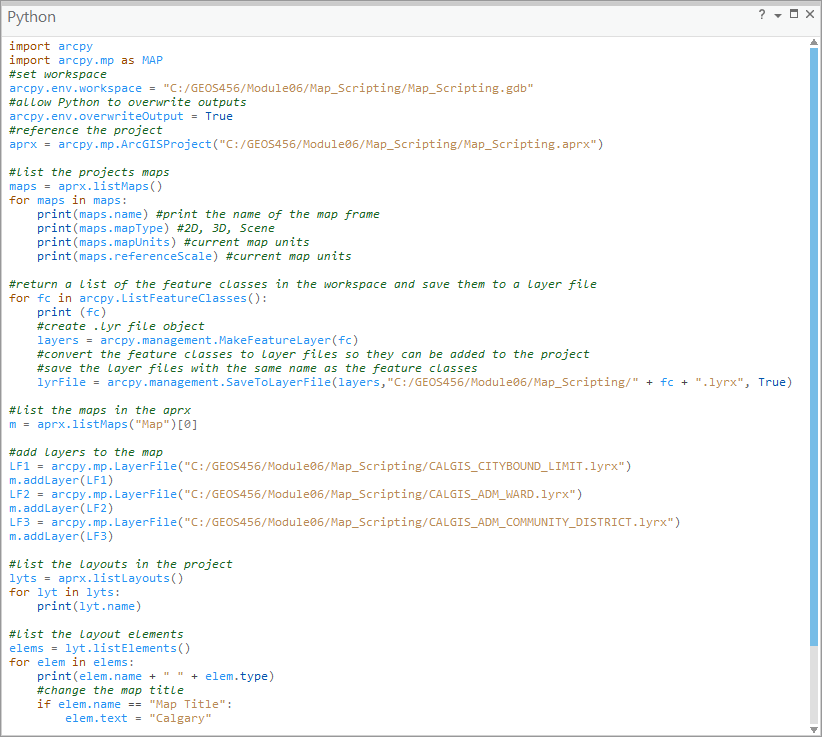 Python
?
import arcpy
import arcpy.mp as MAP
#set workspace
arcpy.env.workspace = "C:/GEOS456/Module06/Map_Scripting/Map_Scripting.gdb"
#allow Python to overwrite outputs
arcpy.env.overwriteOutput = True
#reference the project
aprx = arcpy.mp.ArcGISProject("C:/GEOS456/Module06/Map_Scripting/Map_Scripting.aprx")

#list the projects maps
maps = aprx.listMaps()
for maps in maps:
    print(maps.name) #print the name of the map frame
    print(maps.mapType) #2D, 3D, Scene
    print(maps.mapUnits) #current map units
    print(maps.referenceScale) #current map units

#return a list of the feature classes in the workspace and save them to a layer file
for fc in arcpy.ListFeatureClasses():
    print (fc)
    #create .lyr file object
    layers = arcpy.management.MakeFeatureLayer(fc)
    #convert the feature classes to layer files so they can be added to the project
    #save the layer files with the same name as the feature classes
    lyrFile = arcpy.management.SaveToLayerFile(layers,"C:/GEOS456/Module06/Map_Scripting/" + fc + ".lyrx", True)

#list the maps in the aprx
m = aprx.listMaps("Map")[0]

#add layers to the map
LF1 = arcpy.mp.LayerFile("C:/GEOS456/Module06/Map_Scripting/CALGIS_CITYBOUND_LIMIT.lyrx")
m.addLayer(LF1)
LF2 = arcpy.mp.LayerFile("C:/GEOS456/Module06/Map_Scripting/CALGIS_ADM_WARD.lyrx")
m.addLayer(LF2)
LF3 = arcpy.mp.LayerFile("C:/GEOS456/Module06/Map_Scripting/CALGIS_ADM_COMMUNITY_DISTRICT.lyrx")
m.addLayer(LF3)

#list the layouts in the project
lyts = aprx.listLayouts()
for lyt in lyts:
    print(lyt.name)

#list the layout elements
elems = lyt.listElements()
for elem in elems:
    print(elem.name + " " + elem.type)
    #change the map title
    if elem.name == "Map Title":
        elem.text = "Calgary"